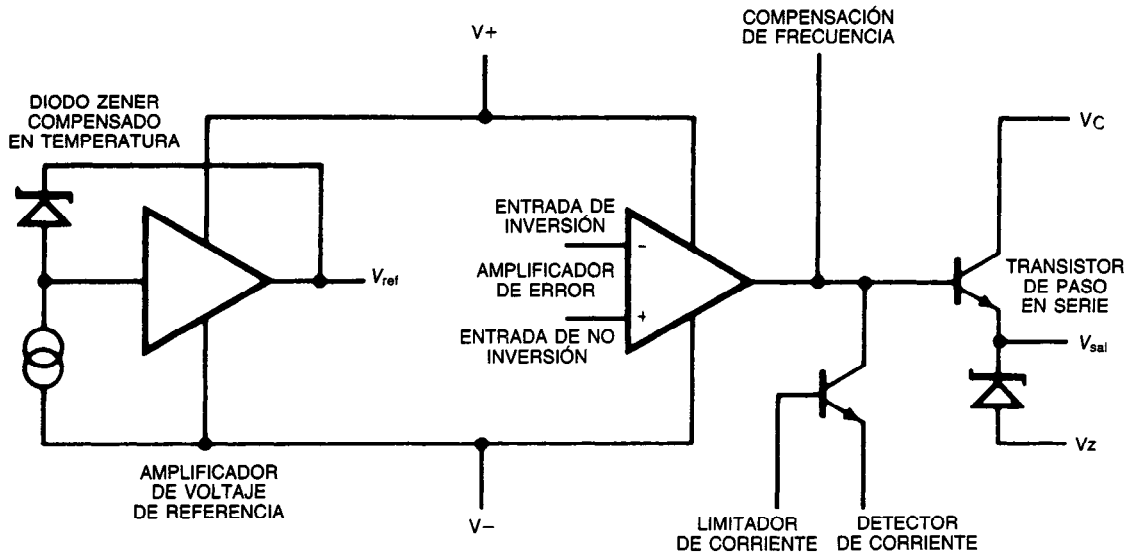 COMPENSACIÓN
DE FRECUENCIA
V+
DIODO ZENER
COMPENSADO
EN TEMPERATURA
VC
ENTRADA DE
INVERSIÓN
-
Vref
AMPLIFICADOR
DE ERROR
TRANSISTOR
DE PASO
EN SERIE
+
ENTRADA DE NO
INVERSIÓN
Vsal
VZ
AMPLIFICADOR
DE VOLTAJE
DE REFERENCIA
V−
LIMITADOR
DE CORRIENTE
DETECTOR
DE CORRIENTE